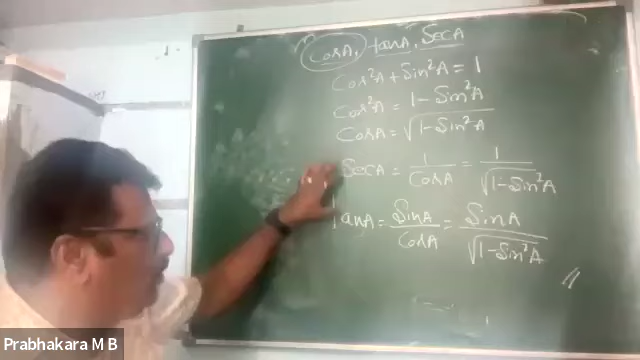 CosA, tanA, SecA
Cos²A + Sin²A = 1
Cos²A = 1 - Sin²A
CosA = √1 - Sin²A
SecA = 1/CosA = 1/√1-Sin²A
TanA = SinA/CosA = SinA/√1-Sin²A
Prabhakara M B